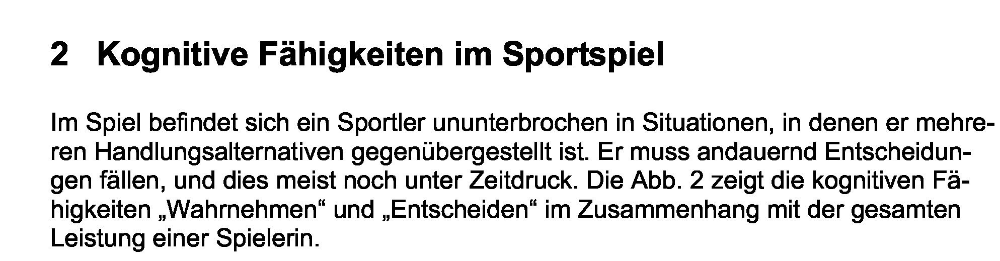 2 Kognitive Fähigkeiten im Sportspiel
Im Spiel befindet sich ein Sportler ununterbrochen in Situationen, in denen er mehre-
ren Handlungsalternativen gegenübergestellt ist. Er muss andauernd Entscheidun-
gen fällen, und dies meist noch unter Zeitdruck. Die Abb. 2 zeigt die kognitiven Fä-
higkeiten „Wahrnehmen“ und „Entscheiden“ im Zusammenhang mit der gesamten
Leistung einer Spielerin.